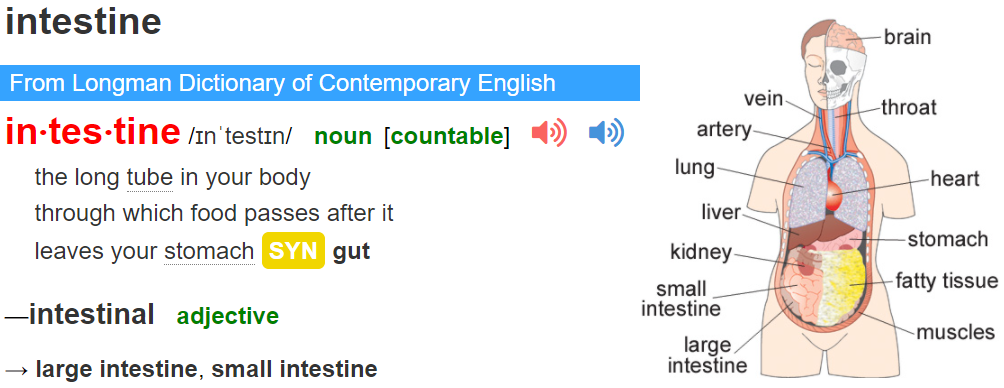 intestine
From Longman Dictionary of Contemporary English
in·tes·tine /ɪnˈtestɪn/ noun [countable]
the long tube in your body
through which food passes after it
leaves your stomach SYN gut
—intestinal adjective
→ large intestine, small intestine
brain
vein
throat
artery
lung
heart
liver
stomach
kidney
fatty tissue
small
intestine
muscles
large
intestine